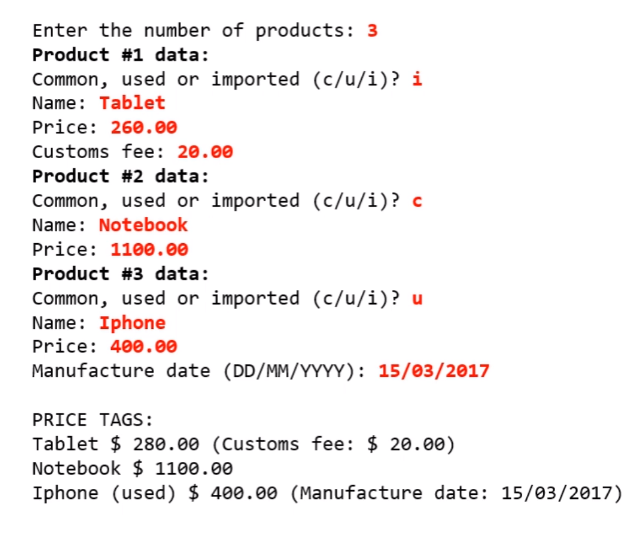 Enter the number of products: 3
Product #1 data:
Common, used or imported (c/u/i)? i
Name: Tablet
Price: 260.00
Customs fee: 20.00
Product #2 data:
Common, used or imported (c/u/i)? c
Name: Notebook
Price: 1100.00
Product #3 data:
Common, used or imported (c/u/i)? u
Name: Iphone
Price: 400.00
Manufacture date (DD/MM/YYYY): 15/03/2017
PRICE TAGS:
Tablet $ 280.00 (Customs fee: $ 20.00)
Notebook $ 1100.00
Iphone (used) $ 400.00 (Manufacture date: 15/03/2017)